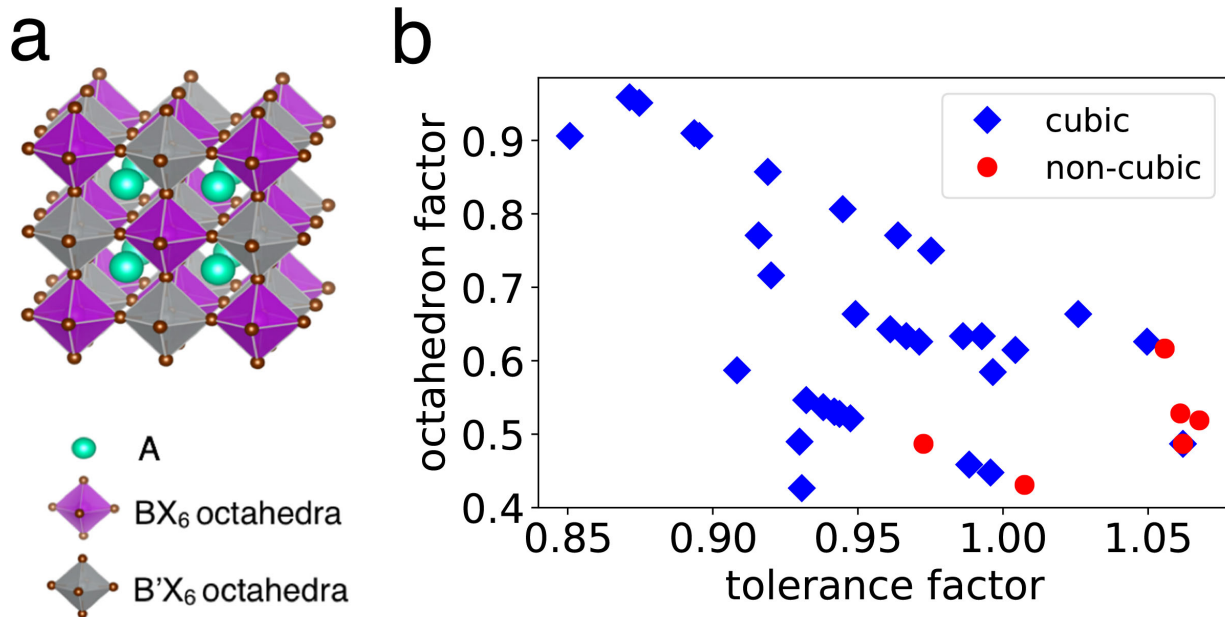 a
A
BX₆ octahedra
B’X₆ octahedra
b
octahedron factor
0.9
0.8
0.7
0.6
0.5
0.4
cubic
non-cubic
0.85
0.90
0.95
1.00
1.05
tolerance factor